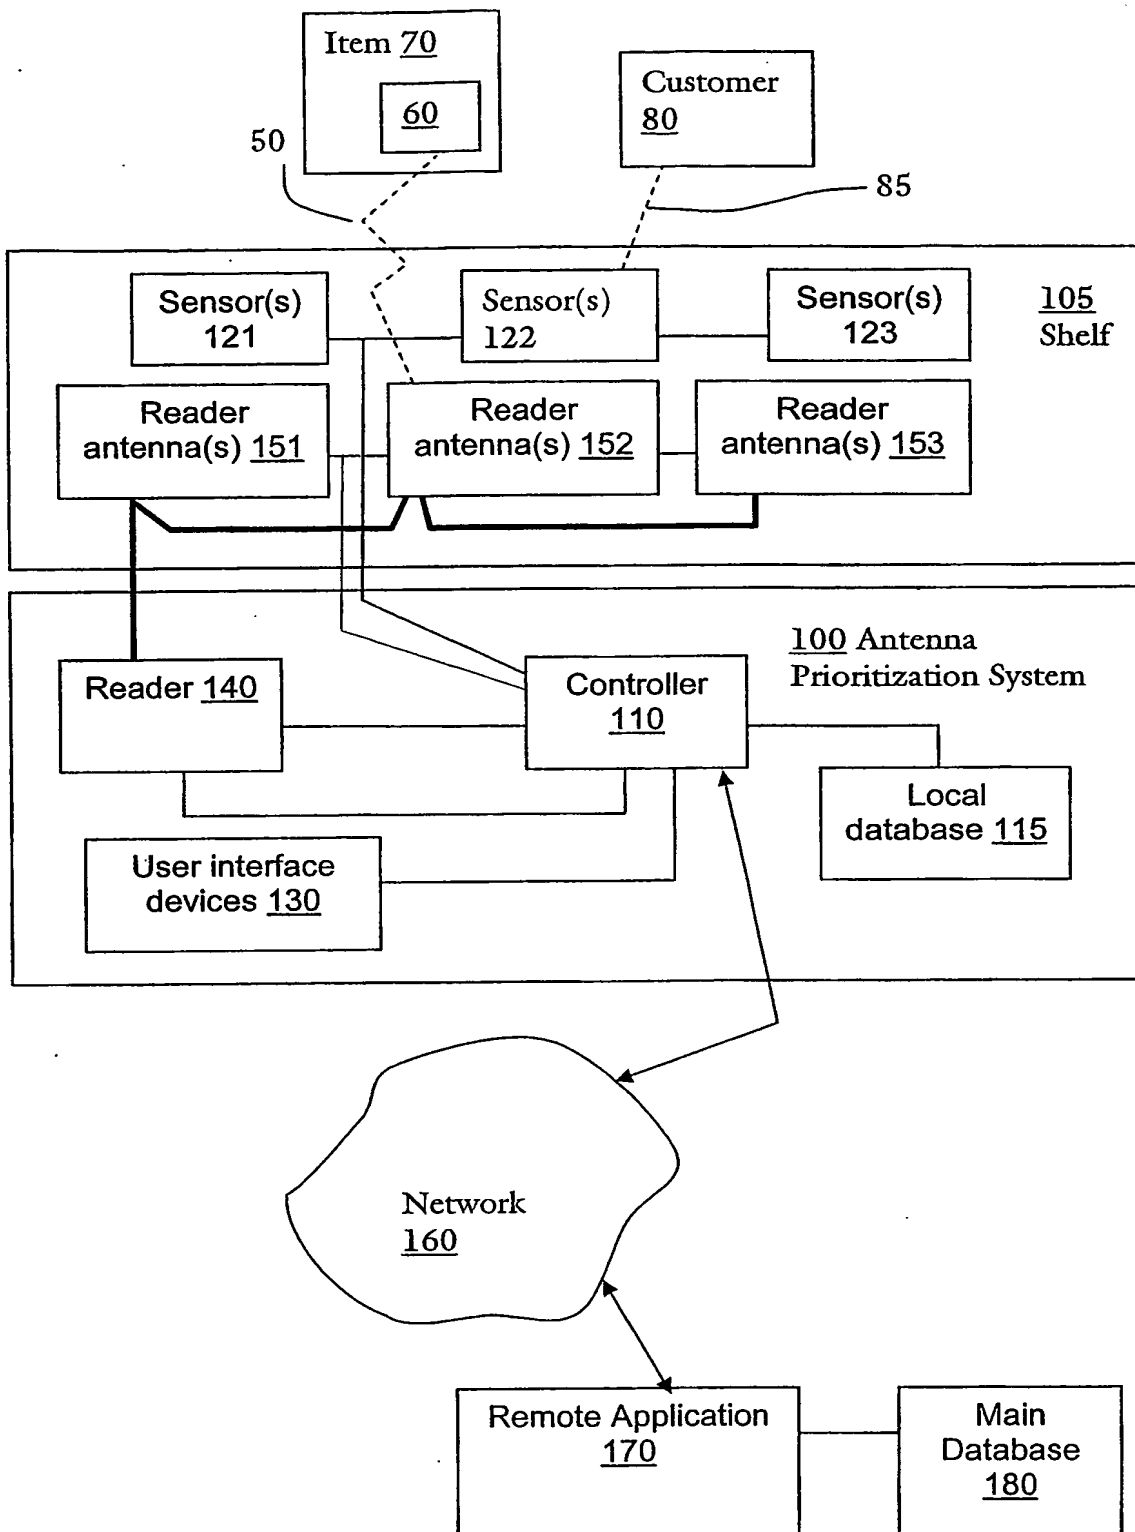 Item 70
60
Customer
80
50
85
Sensor(s)
121
Sensor(s)
122
Sensor(s)
123
105
Shelf
Reader
antenna(s) 151
Reader
antenna(s) 152
Reader
antenna(s) 153
100 Antenna
Prioritization System
Reader 140
Controller
110
Local
database 115
User interface
devices 130
Network
160
Remote Application
170
Main
Database
180